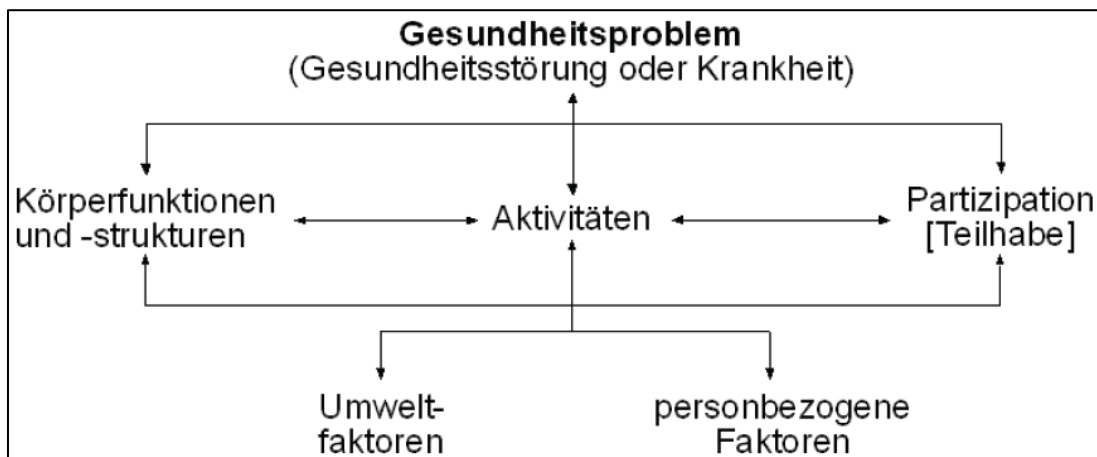 Gesundheitsproblem
(Gesundheitsstörung oder Krankheit)
Körperfunktionen
und -strukturen
Aktivitäten
Partizipation
[Teilhabe]
Umwelt-
faktoren
personbezogene
Faktoren